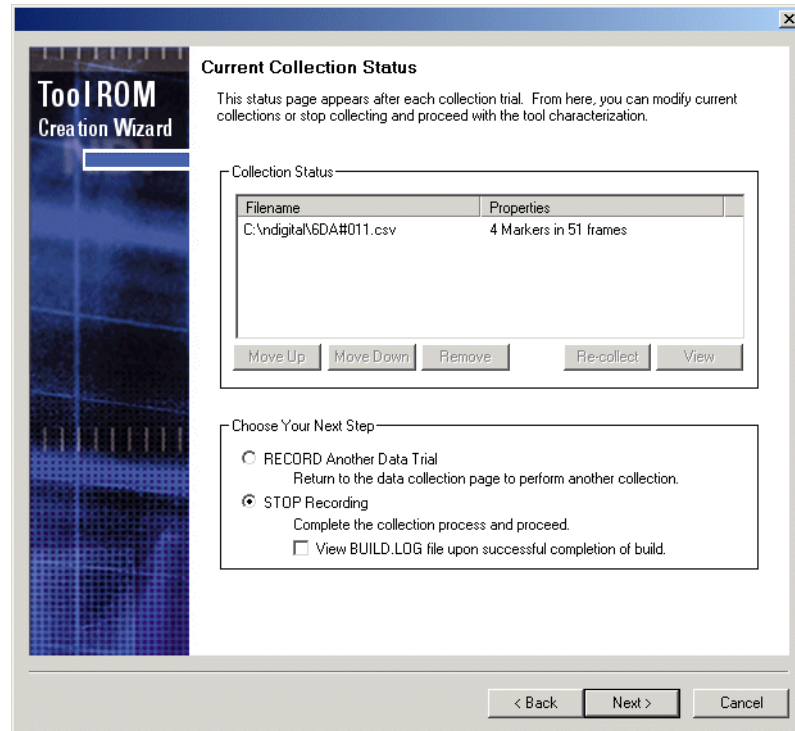 Tool ROM
Creation Wizard
Current Collection Status
This status page appears after each collection trial. From here, you can modify current
collections or stop collecting and proceed with the tool characterization.
Collection Status
Filename Properties
C:\ndigital\6DA#011.csv 4 Markers in 51 frames
Move Up Move Down Remove Re-collect View
Choose Your Next Step
RECORD Another Data Trial
Return to the data collection page to perform another collection.
STOP Recording
Complete the collection process and proceed.
View BUILD.LOG file upon successful completion of build.
< Back Next > Cancel